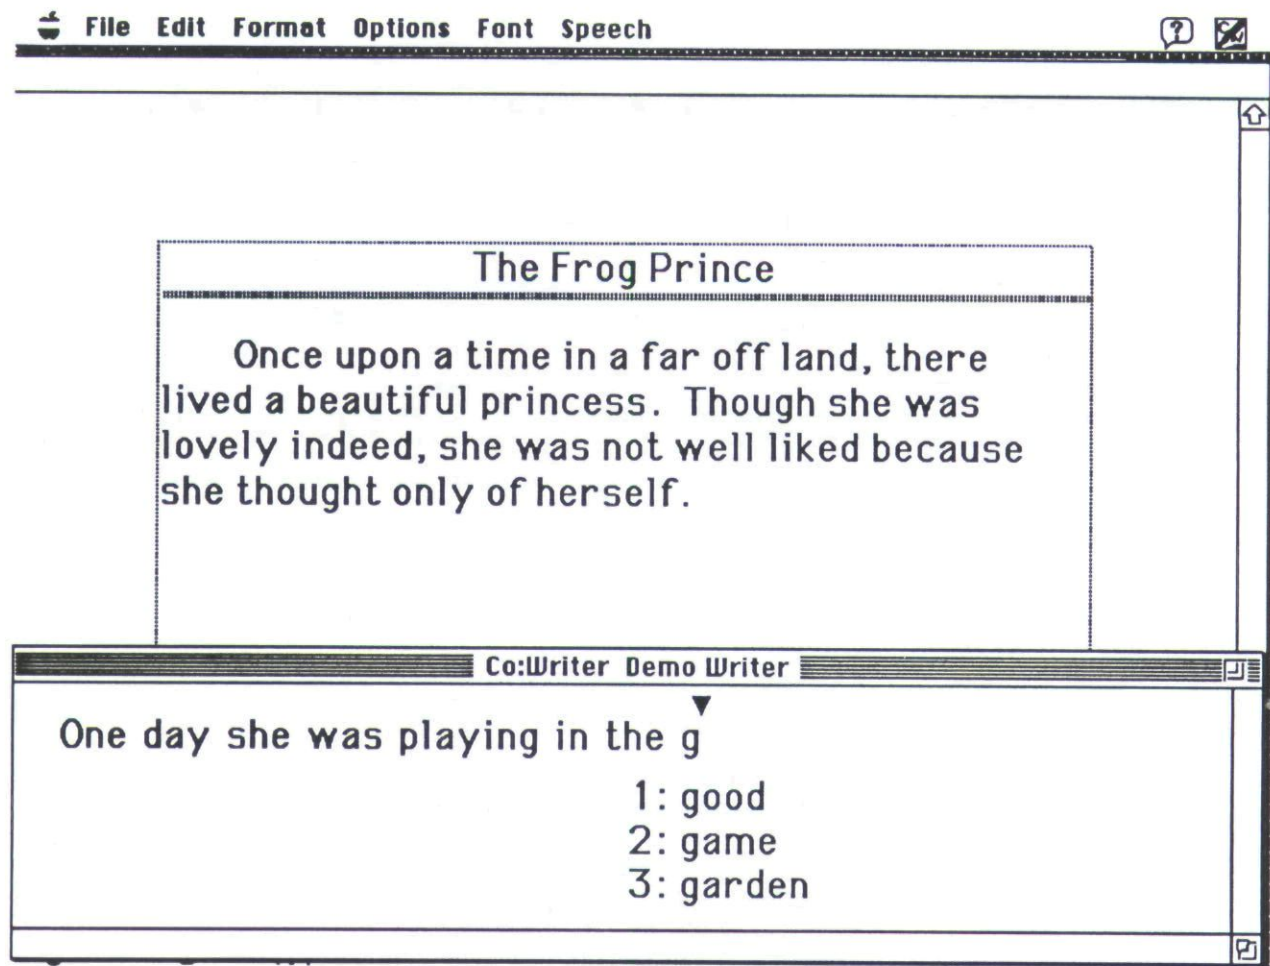 File Edit Format Options Font Speech
The Frog Prince
Once upon a time in a far off land, there
lived a beautiful princess. Though she was
lovely indeed, she was not well liked because
she thought only of herself.
Co:Writer Demo Writer
One day she was playing in the g
1: good
2: game
3: garden